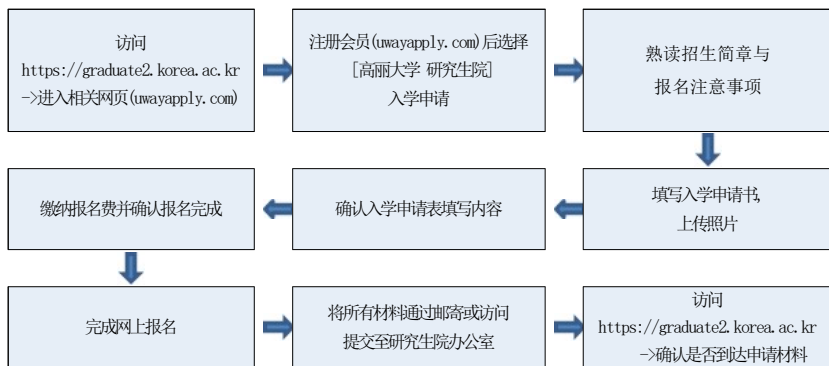 访问
https://graduate2.korea.ac.kr
->进入相关网页(uwayapply.com)
注册会员(uwayapply.com)后选择
[高丽大学 研究生院]
入学申请
熟读招生简章与
报名注意事项
填写入学申请书,
上传照片
确认入学申请表填写内容
缴纳报名费并确认报名完成
完成网上报名
将所有材料通过邮寄或访问
提交至研究生院办公室
访问
https://graduate2.korea.ac.kr
->确认是否到达申请材料